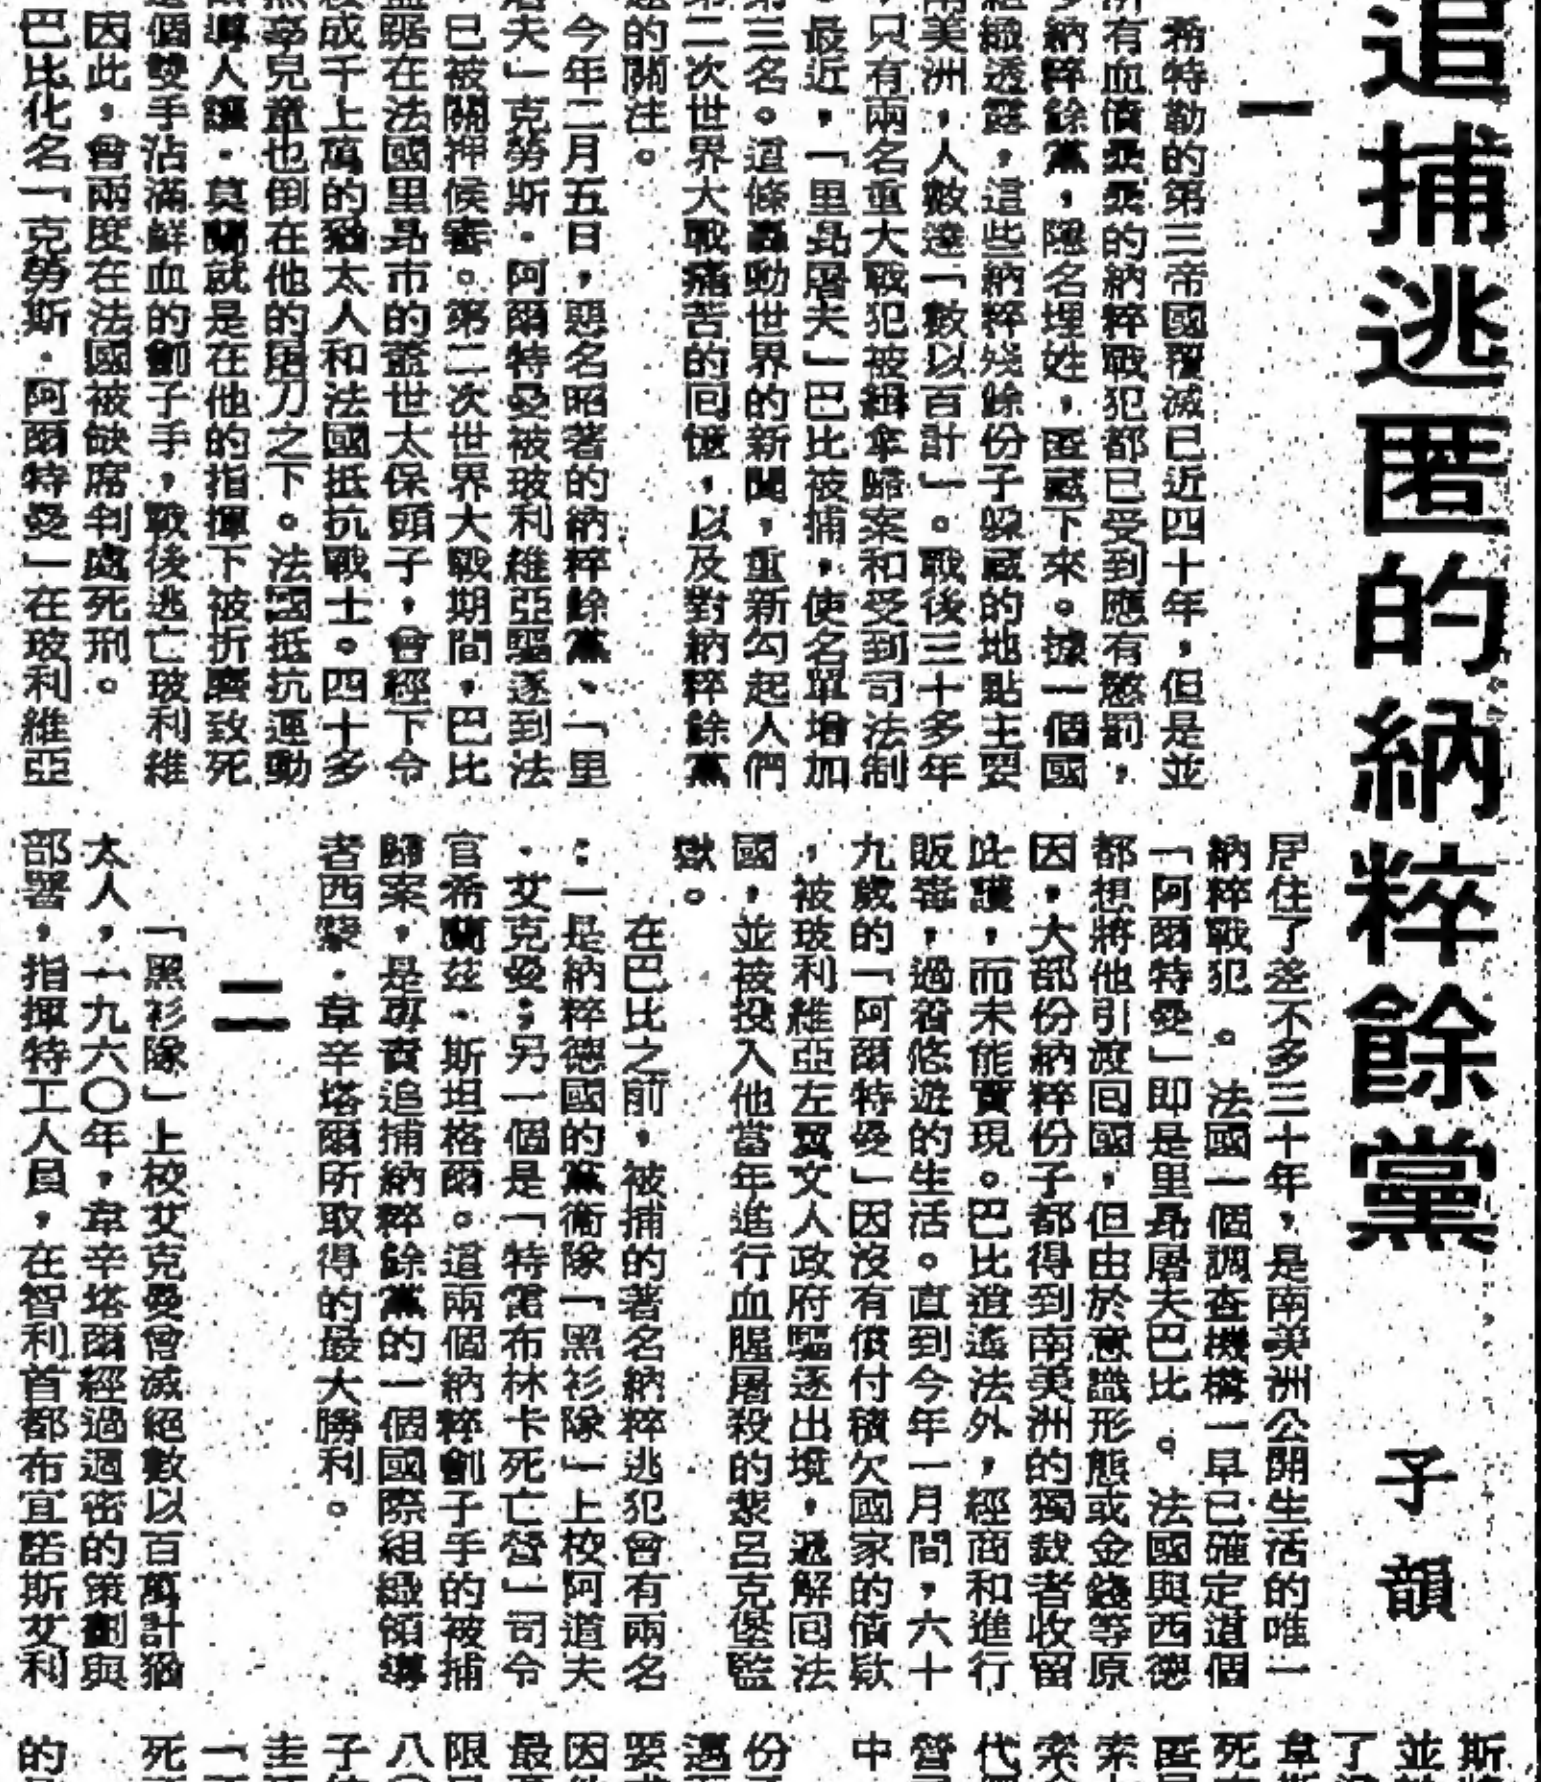 追捕逃匿的納粹餘黨
子韻
一
希特勒的第三帝國覆滅已近四十年，但是並
所有血債纍纍的納粹戰犯都已受到應有懲罰，
納粹餘黨，隱名埋姓，匿藏下來。據一個國
組織透露，這些納粹殘餘份子躲藏的地點主要
南美洲，人數達「數以百計」。戰後三十多年
，只有兩名重大戰犯被緝拿歸案和受到司法制
。最近，「里昂屠夫」巴比被捕，使名單增加
第三名。這條轟動世界的新聞，重新勾起人們
第二次世界大戰痛苦的回憶，以及對納粹餘黨
的關注。
今年二月五日，惡名昭著的納粹餘黨、「里
屠夫」克勞斯．阿爾特曼被玻利維亞驅逐到法
已被關押侯審。第二次世界大戰期間，巴比
盤踞在法國里昂市的蓋世太保頭子，曾經下令
成千上萬的猶太人和法國抵抗戰士。四十多
無辜兒童也倒在他的屠刀之下。法國抵抗運動
導人讓．莫蘭就是在他的指揮下被折磨致死
這個雙手沾滿鮮血的劊子手，戰後逃亡玻利維
因此，曾兩度在法國被缺席判處死刑。
巴比化名「克勞斯．阿爾特曼」在玻利維亞
居住了差不多三十年，是南美洲公開生活的唯一
納粹戰犯。法國一個調查機構一早已確定這個
「阿爾特曼」即是里昂屠夫巴比。法國與西德
都想將他引渡回國，但由於意識形態或金錢等原
因，大部份納粹份子都得到南美洲的獨裁者收留
庇護，而未能實現。巴比逍遙法外，經商和進行
販毒，過着悠遊的生活。直到今年一月間，六十
九歲的「阿爾特曼」因沒有償付積欠國家的債款
，被玻利維亞左翼文人政府驅逐出境，遞解回法
國，並被投入他當年進行血腥屠殺的蒙呂克堡監
獄。
在巴比之前，被捕的著名納粹逃犯曾有兩名
：一是納粹德國的黨衞隊「黑衫隊」上校阿道夫
．艾克曼；另一個是「特雷布林卡死亡營」司令
官希蘭茲．斯坦格爾。這兩個納粹劊子手的被捕
歸案，是專責追捕納粹餘黨的一個國際組織領導
者西蒙．韋辛塔爾所取得的最大勝利。
二
「黑衫隊」上校艾克曼曾滅絕數以百萬計猶
太人，一九六〇年，韋辛塔爾經過週密的策劃與
部署，指揮特工人員，在智利首都布宜諾斯艾利
斯
並
了
韋
死
匿
索
索
代
營
中
份
邁
要
因
最
限
八
子
圭
「
死
的